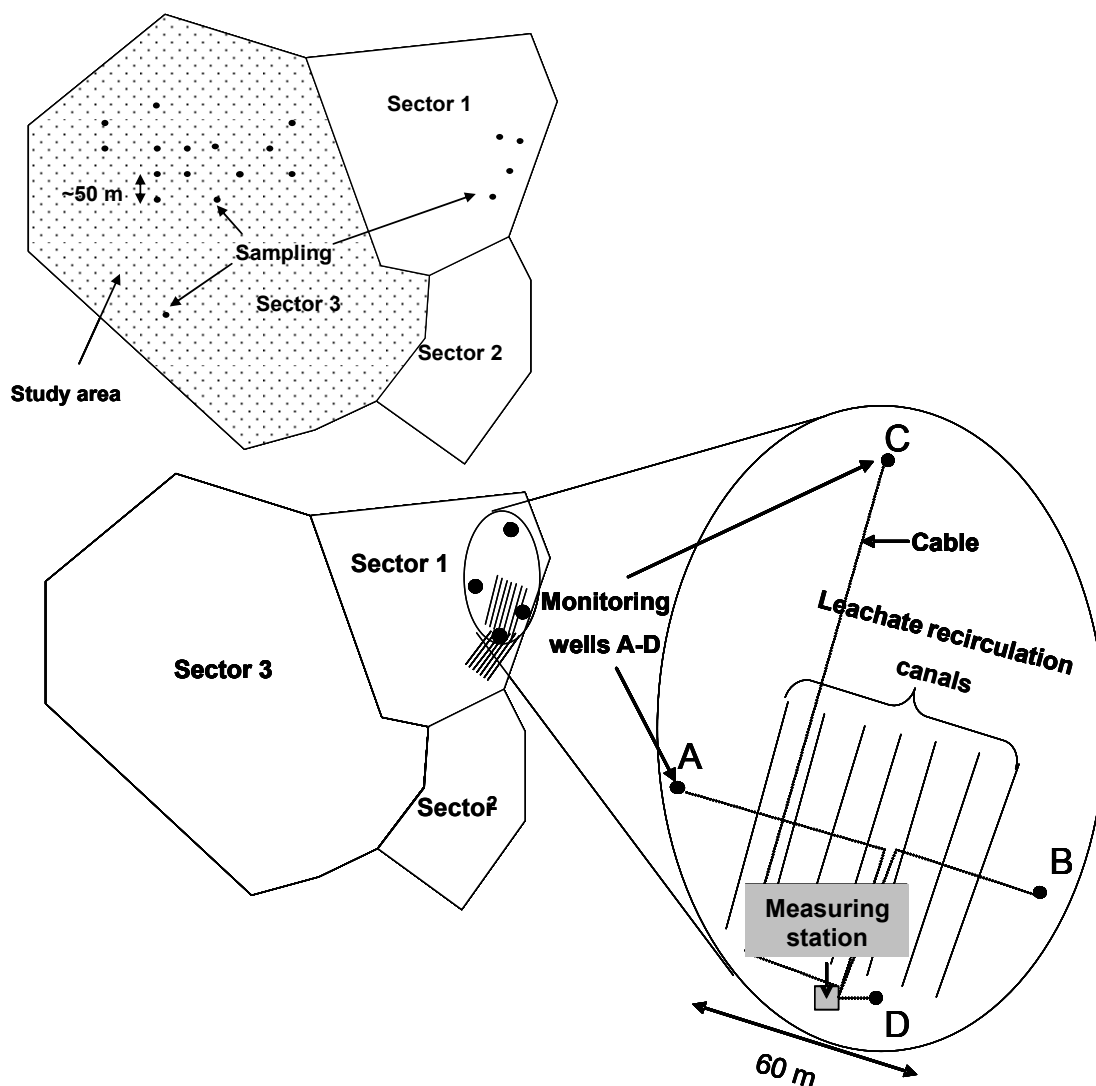 Sector 1
~50 m
Sampling
Sector 3
Sector 2
Study area
C
Cable
Sector 1
Monitoring
wells A-D
Leachate recirculation
canals
Sector 3
A
Sector2
B
Measuring
station
D
60 m